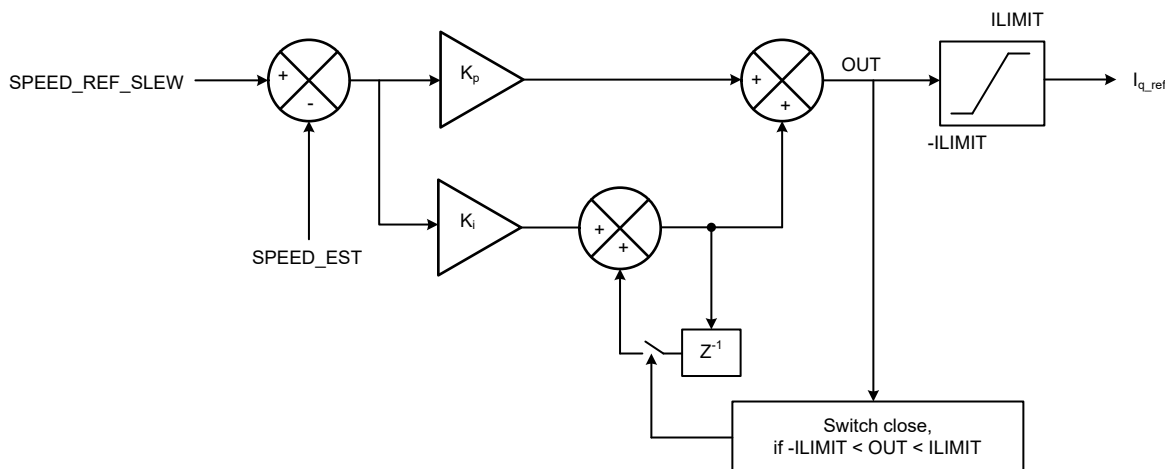 ILIMIT
SPEED_REF_SLEW
+
-
Kp
+
+
OUT
-ILIMIT
Iq_ref
SPEED_EST
Ki
+
+
Z-1
Switch close,
if -ILIMIT < OUT < ILIMIT